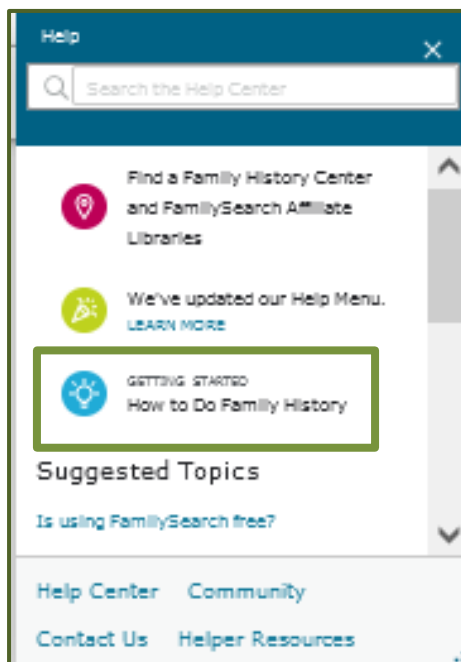 Help
Search the Help Center
Find a Family History Center
and FamilySearch Affiliate
Libraries
We've updated our Help Menu.
LEARN MORE
GETTING STARTED
How to Do Family History
Suggested Topics
Is using FamilySearch free?
Help Center Community
Contact Us Helper Resources